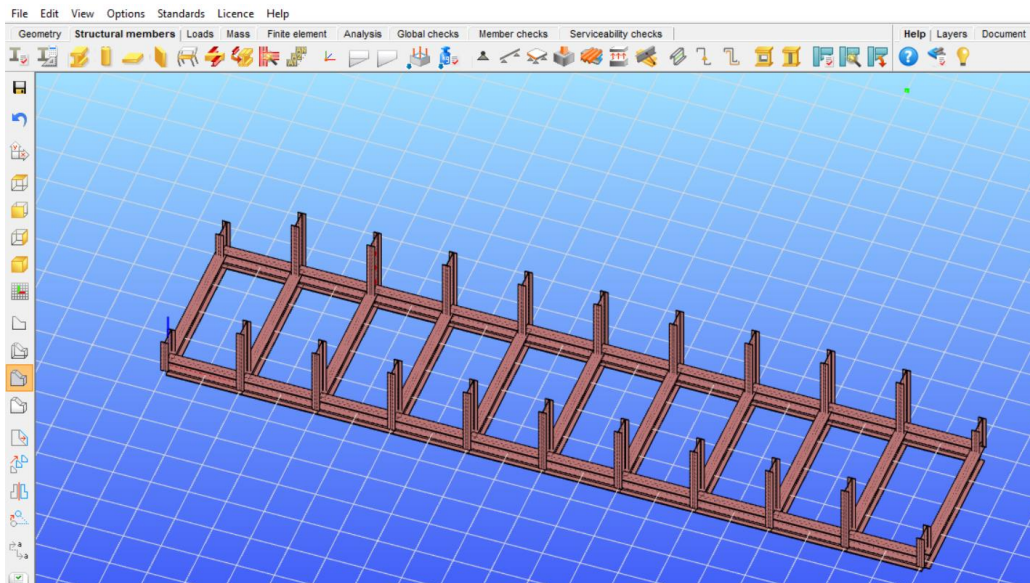 File Edit View Options Standards Licence Help
Geometry Structural members Loads Mass Finite element Analysis Global checks Member checks Serviceability checks Help Layers Document